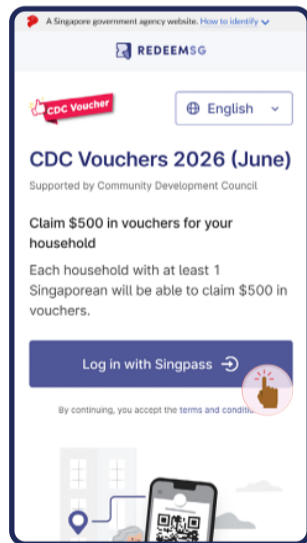 A Singapore government agency website. How to identify
REDEEMSG
CDC Voucher
English
CDC Vouchers 2026 (June)
Supported by Community Development Council
Claim $500 in vouchers for your
household
Each household with at least 1
Singaporean will be able to claim $500 in
vouchers.
Log in with Singpass
By continuing, you accept the terms and